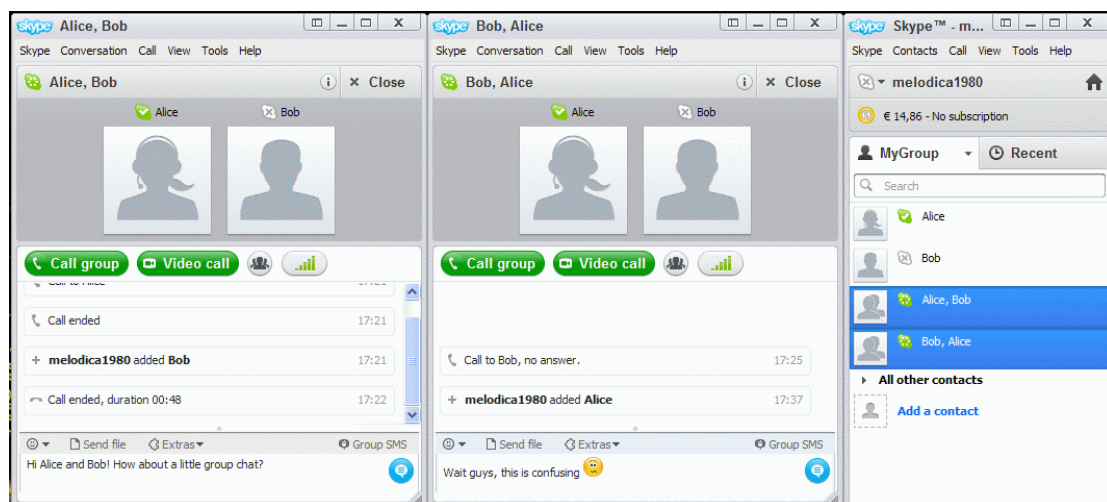 skype Alice, Bob
Skype Conversation Call View Tools Help
Alice, Bob i × Close
Alice Bob
Call group Video call
Call to Alice 17:21
Call ended 17:21
+ melodica1980 added Bob 17:21
Call ended, duration 00:48 17:22
Send file Extras Group SMS
Hi Alice and Bob! How about a little group chat?
skype Bob, Alice
Skype Conversation Call View Tools Help
Bob, Alice i × Close
Alice Bob
Call group Video call
Call to Bob, no answer. 17:25
+ melodica1980 added Alice 17:37
Send file Extras Group SMS
Wait guys, this is confusing
skype Skype™ - m...
Skype Contacts Call View Tools Help
melodica1980
€ 14,86 - No subscription
MyGroup Recent
Search
Alice
Bob
Alice, Bob
Bob, Alice
All other contacts
Add a contact